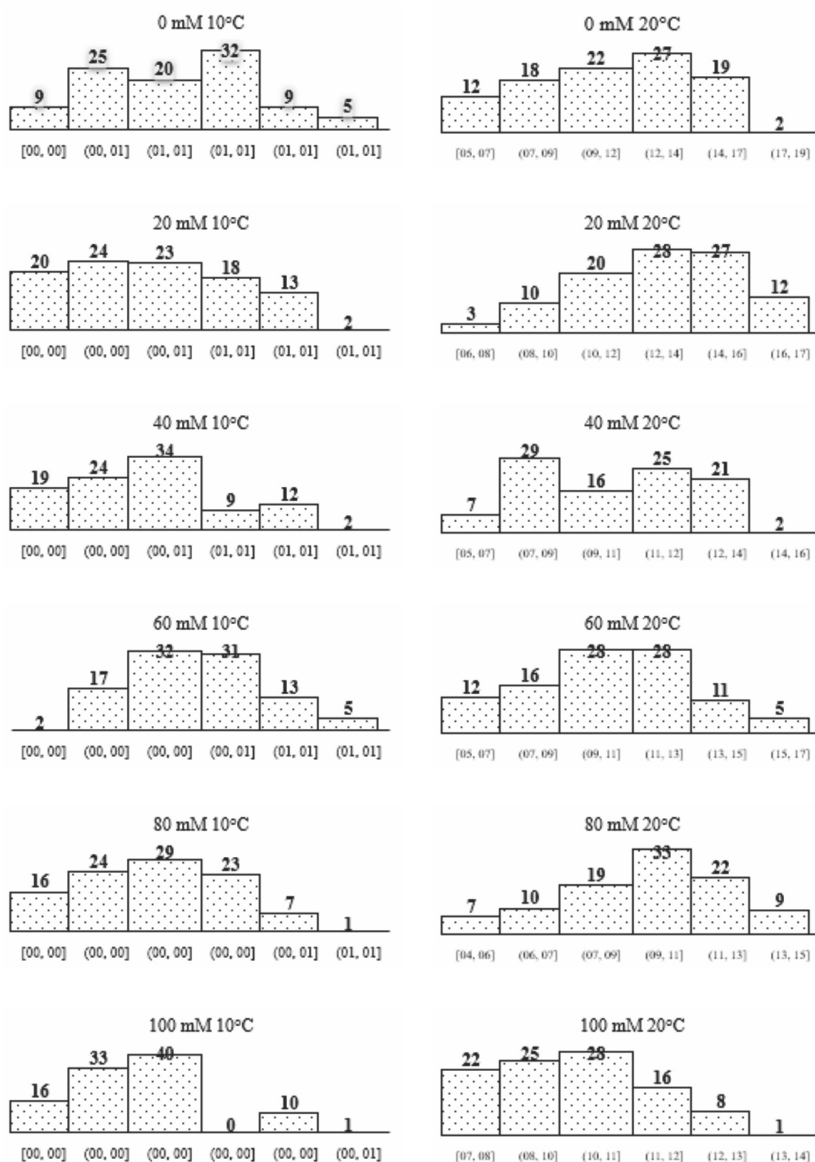 0 mM 10°C
9 25 20 32 9 5
[00, 00] (00, 01] (01, 01] (01, 01] (01, 01] (01, 01]
0 mM 20°C
12 18 22 27 19 2
[05, 07] (07, 09] (09, 12] (12, 14] (14, 17] (17, 19]
20 mM 10°C
20 24 23 18 13 2
[00, 00] (00, 00] (00, 01] (01, 01] (01, 01] (01, 01]
20 mM 20°C
3 10 20 28 27 12
[06, 08] (08, 10] (10, 12] (12, 14] (14, 16] (16, 17]
40 mM 10°C
19 24 34 9 12 2
[00, 00] (00, 00] (00, 01] (01, 01] (01, 01] (01, 01]
40 mM 20°C
7 29 16 25 21 2
[05, 07] (07, 09] (09, 11] (11, 12] (12, 14] (14, 16]
60 mM 10°C
2 17 32 31 13 5
[00, 00] (00, 00] (00, 00] (00, 01] (01, 01] (01, 01]
60 mM 20°C
12 16 28 28 11 5
[05, 07] (07, 09] (09, 11] (11, 13] (13, 15] (15, 17]
80 mM 10°C
16 24 29 23 7 1
[00, 00] (00, 00] (00, 00] (00, 00] (00, 01] (01, 01]
80 mM 20°C
7 10 19 33 22 9
[04, 06] (06, 07] (07, 09] (09, 11] (11, 13] (13, 15]
100 mM 10°C
16 33 40 0 10 1
[00, 00] (00, 00] (00, 00] (00, 00] (00, 00] (00, 01]
100 mM 20°C
22 25 28 16 8 1
[07, 08] (08, 10] (10, 11] (11, 12] (12, 13] (13, 14]